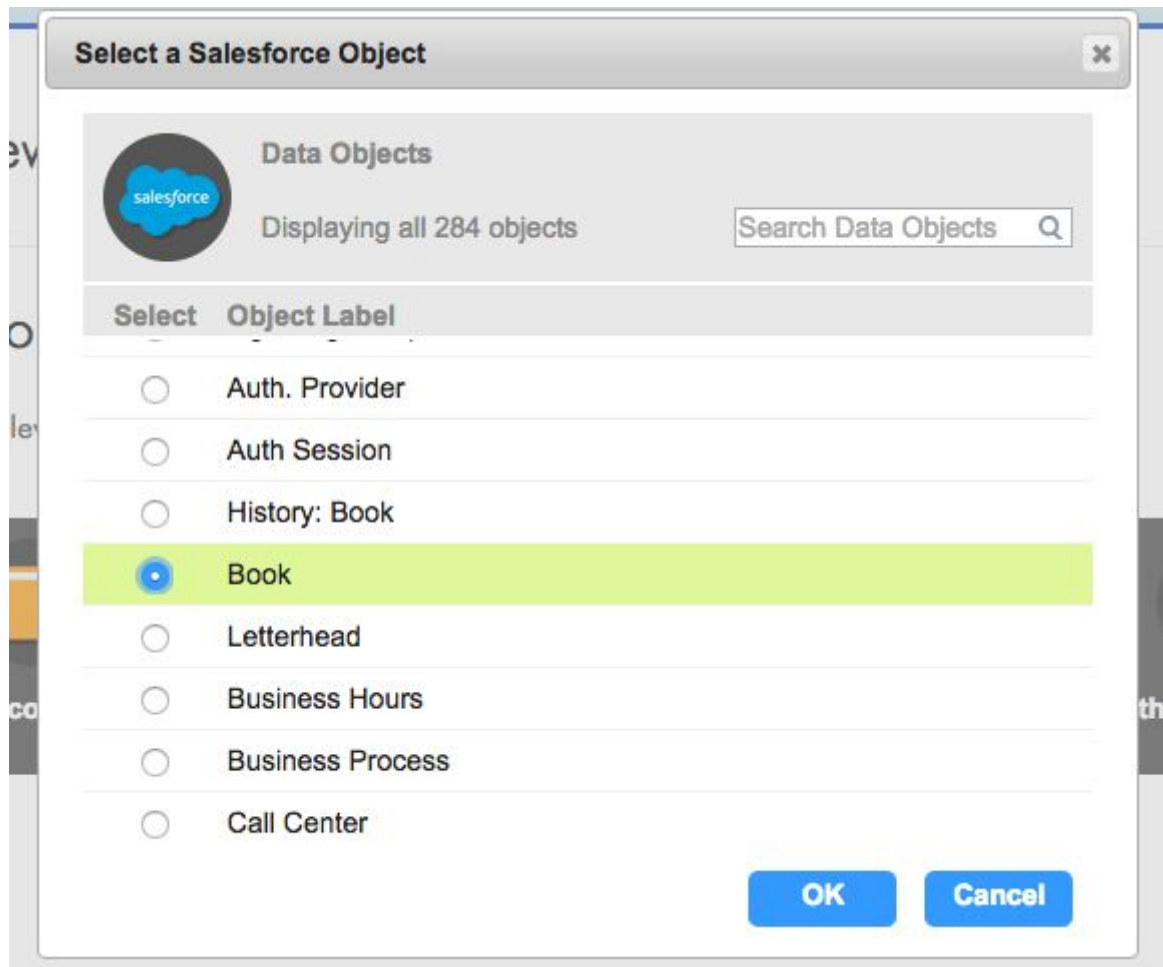 Select a Salesforce Object
salesforce
Data Objects
Displaying all 284 objects
Search Data Objects
Select Object Label
Auth. Provider
Auth Session
History: Book
Book
Letterhead
Business Hours
Business Process
Call Center
OK Cancel